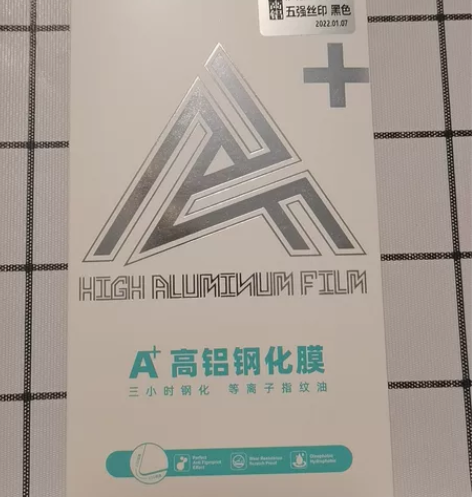 五强丝印 黑色
2022.01.07
HIGH ALUMINUM FILM
A+ 高铝钢化膜
三小时钢化 等离子指纹油